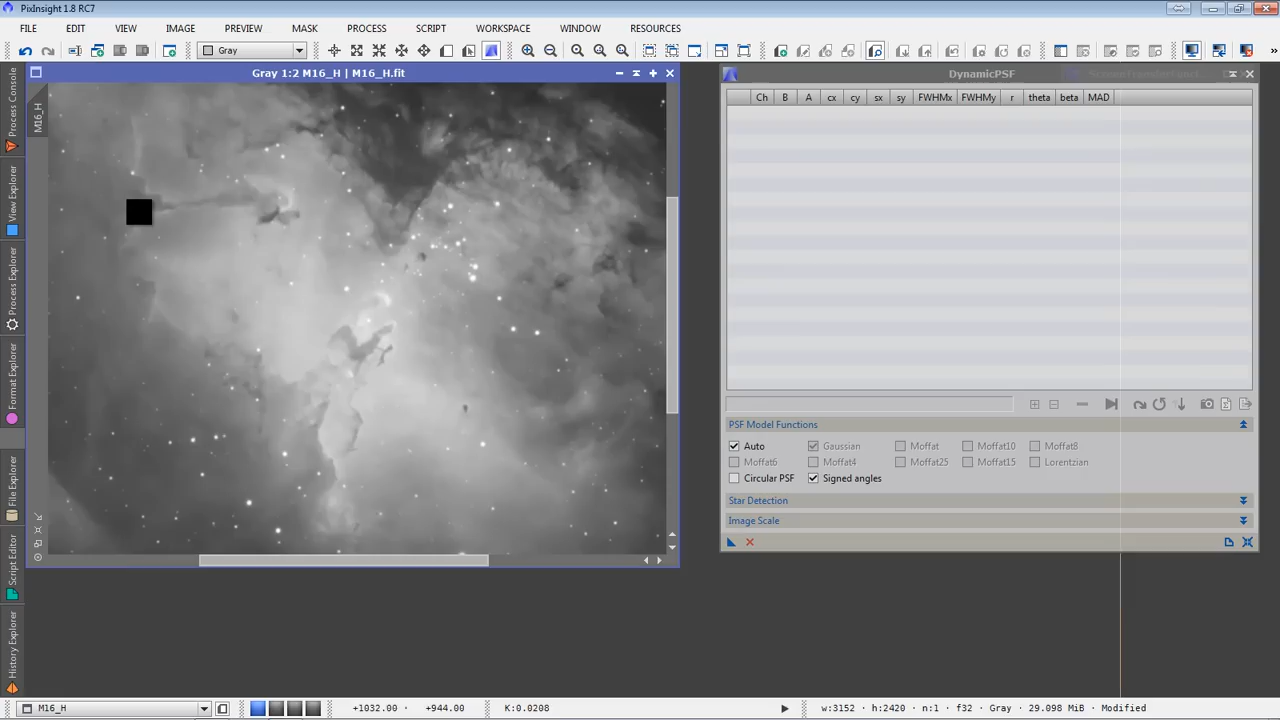 PixInsight 1.8 RC7
FILE EDIT VIEW IMAGE PREVIEW MASK PROCESS SCRIPT WORKSPACE WINDOW RESOURCES
Gray
Gray 1:2 M16_H | M16_H.fit
M16_H
DynamicPSF
Ch B A cx cy sx sy FWHMx FWHMy r theta beta MAD
PSF Model Functions
Auto Gaussian Moffat Moffat10 Moffat8
Moffat6 Moffat4 Moffat25 Moffat15 Lorentzian
Circular PSF Signed angles
Star Detection
Image Scale
Process Console
View Explorer
Process Explorer
Format Explorer
File Explorer
Script Editor
History Explorer
M16_H +1032.00 · +944.00 · K:0.0208 w:3152 · h:2420 · n:1 · f32 · Gray · 29.098 MiB · Modified